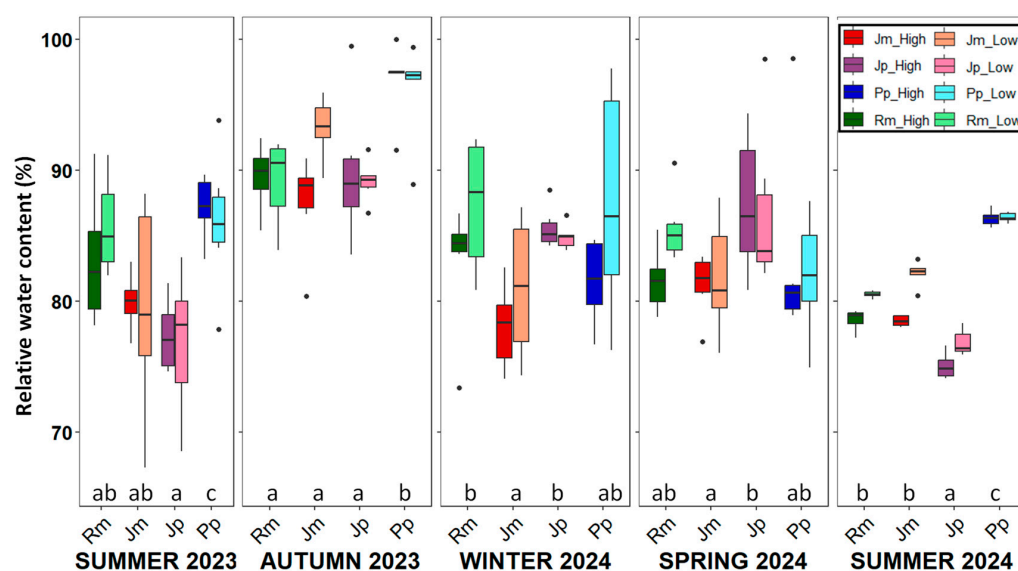 100
90
80
70
Relative water content (%)
Jm_High Jm_Low
Jp_High Jp_Low
Pp_High Pp_Low
Rm_High Rm_Low
ab ab a c a a a b b a b ab ab a b ab b b a c
Rm Jm Jp Pp Rm Jm Jp Pp Rm Jm Jp Pp Rm Jm Jp Pp Rm Jm Jp Pp
SUMMER 2023 AUTUMN 2023 WINTER 2024 SPRING 2024 SUMMER 2024